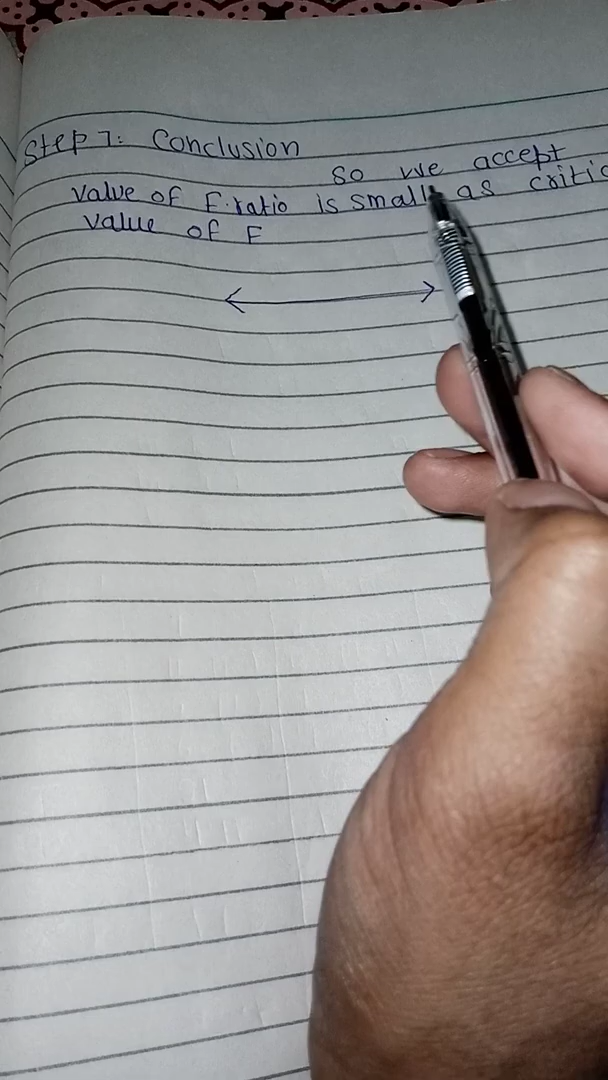 Step 7: Conclusion
so we accept
value of F.ratio is small as critic
value of F